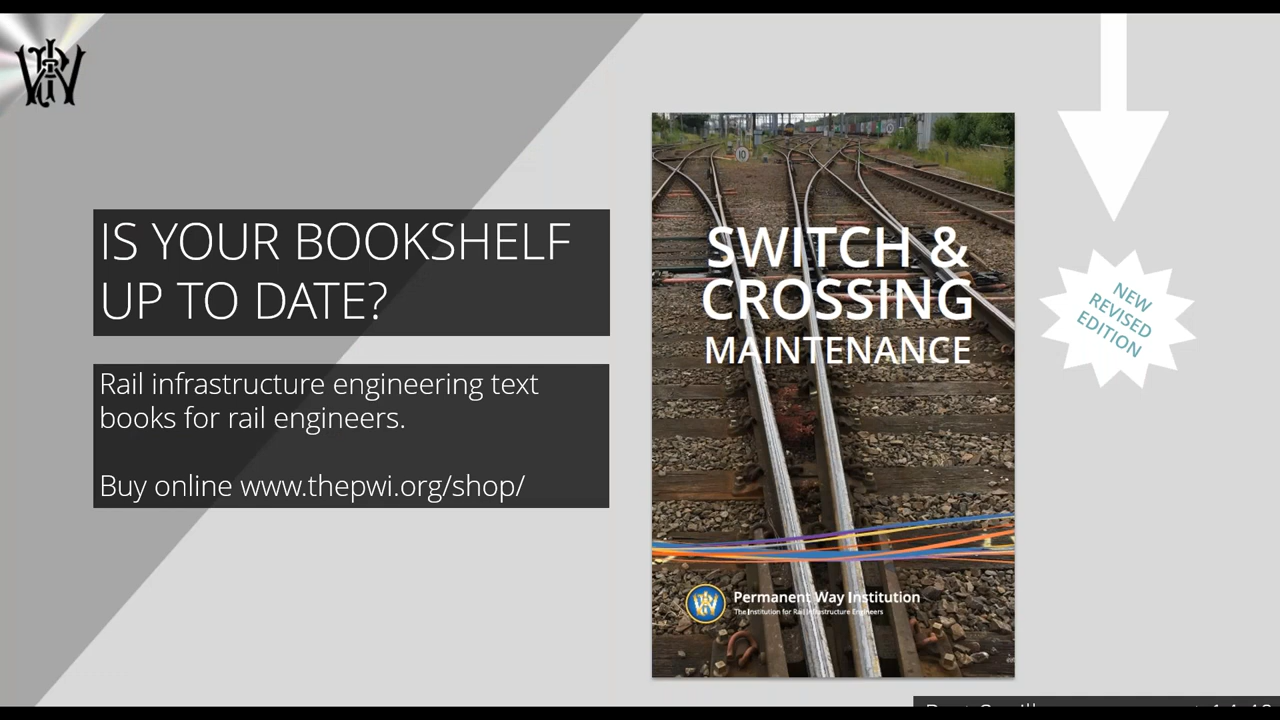 IS YOUR BOOKSHELF
UP TO DATE?
Rail infrastructure engineering text
books for rail engineers.
Buy online www.thepwi.org/shop/
10
SWITCH &
CROSSING
MAINTENANCE
Permanent Way Institution
The Institution for Rail Infrastructure Engineers
NEW
REVISED
EDITION